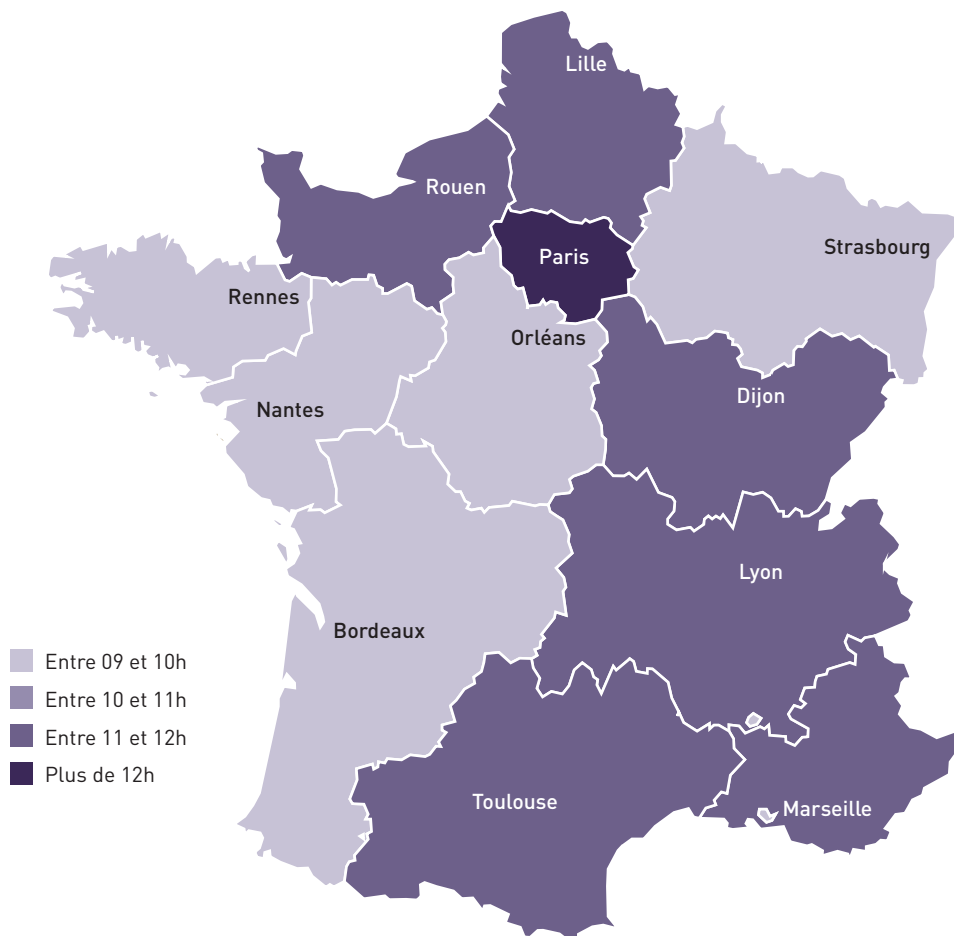 Lille
Rouen
Paris
Strasbourg
Rennes
Orléans
Nantes
Dijon
Lyon
Bordeaux
Toulouse
Marseille
Entre 09 et 10h
Entre 10 et 11h
Entre 11 et 12h
Plus de 12h